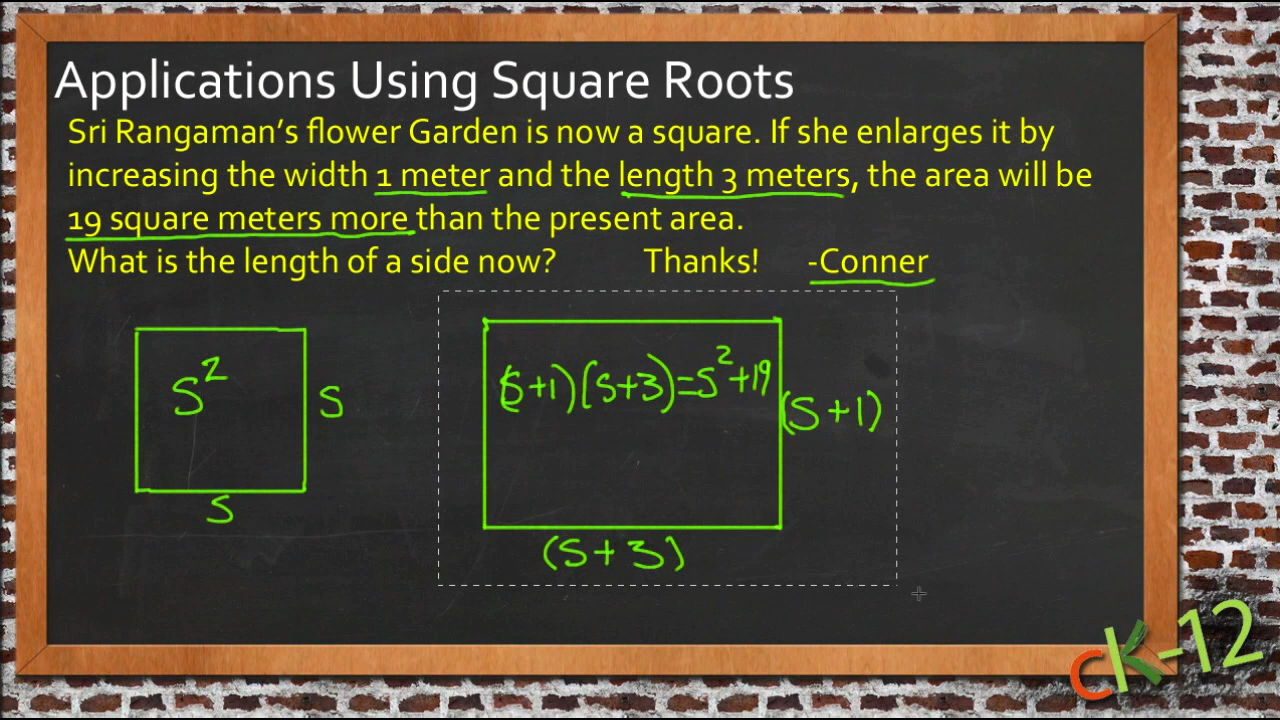 Applications Using Square Roots
Sri Rangaman's flower Garden is now a square. If she enlarges it by
increasing the width 1 meter and the length 3 meters, the area will be
19 square meters more than the present area.
What is the length of a side now? Thanks! -Conner
S²
S
S
(S+1)(S+3)=S²+19
(S+1)
(S+3)
CK-12